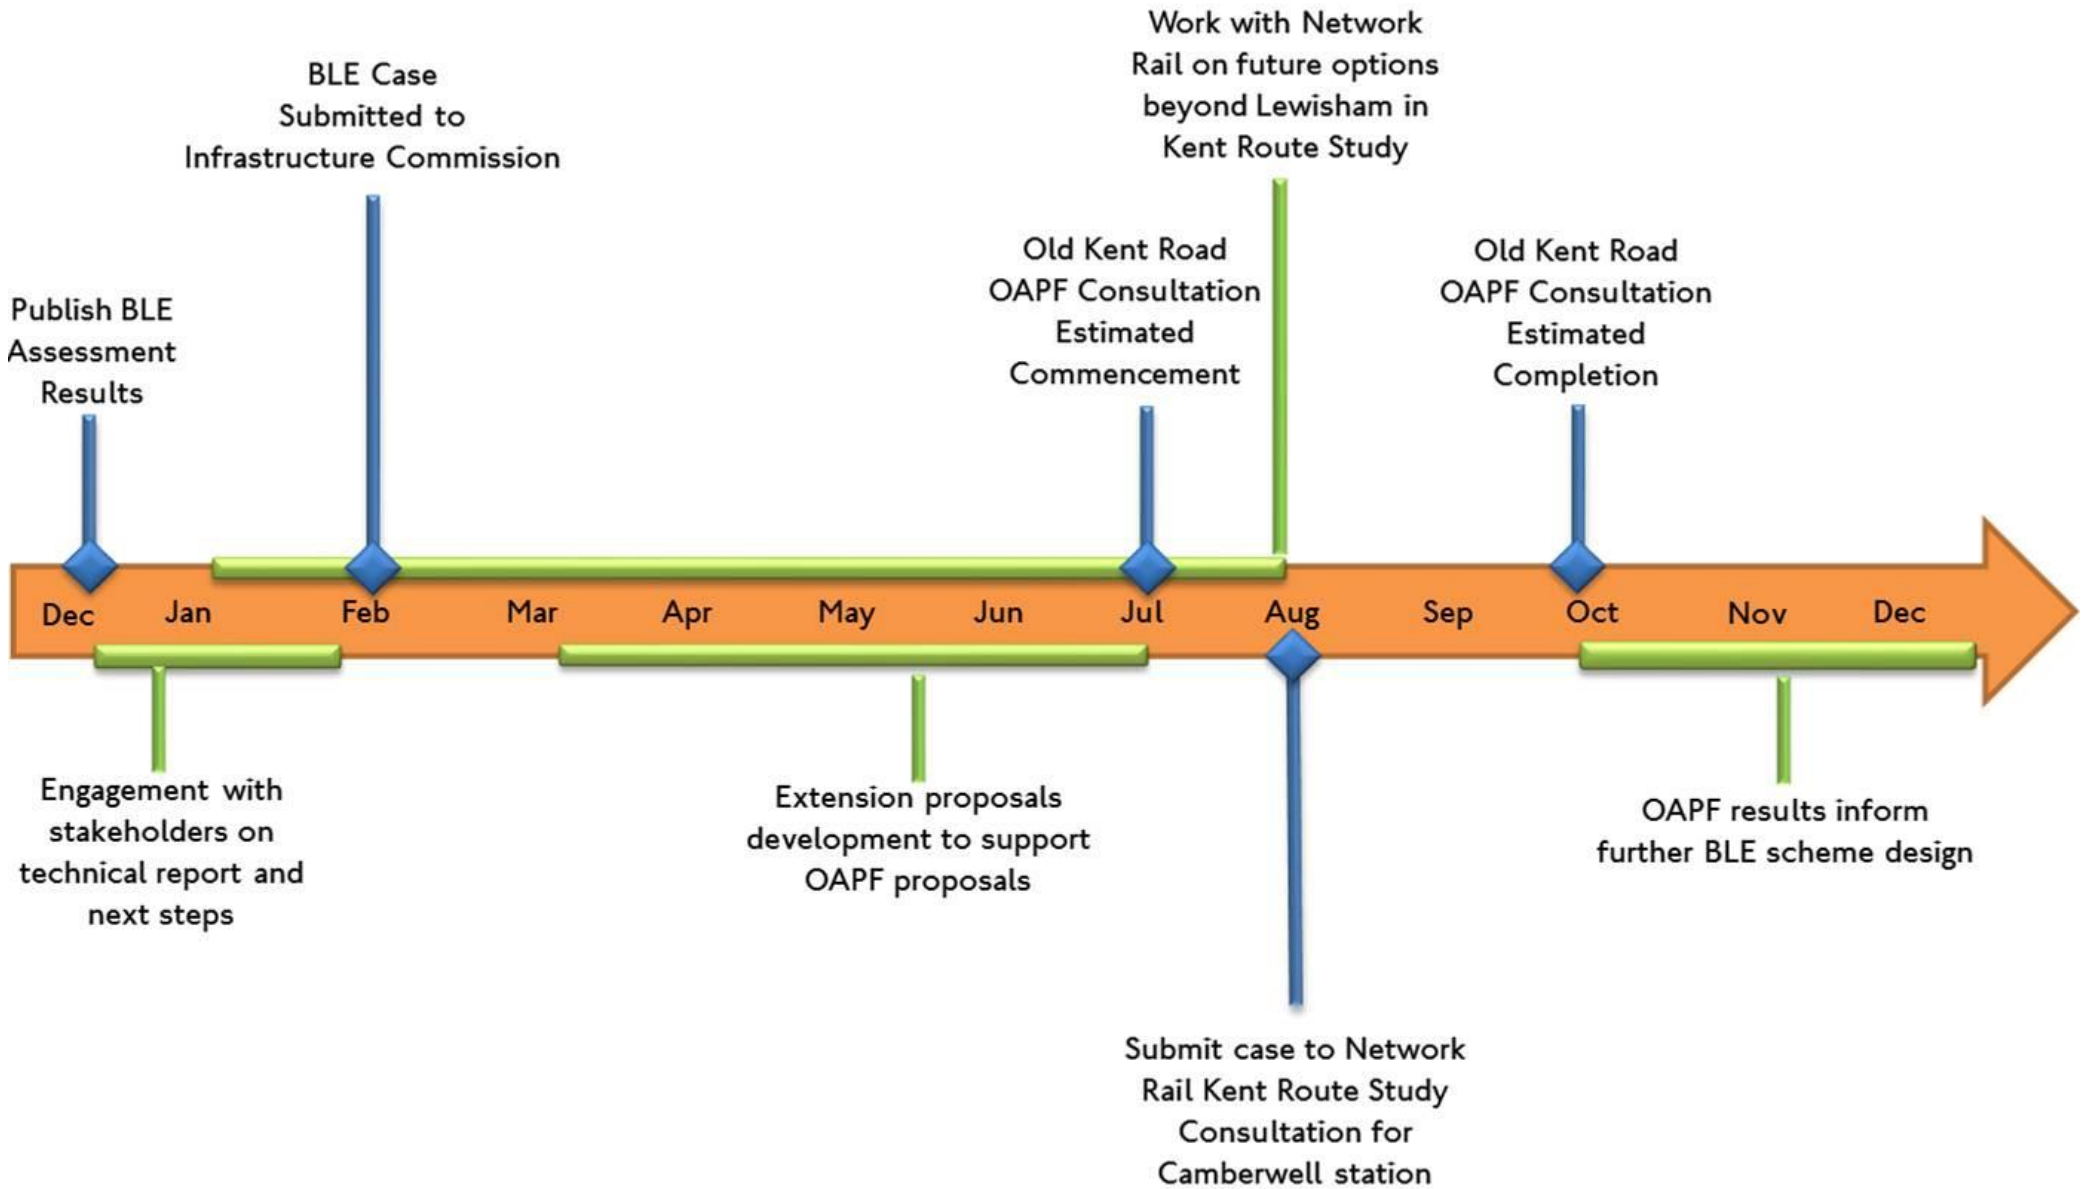 Work with Network
Rail on future options
beyond Lewisham in
Kent Route Study
BLE Case
Submitted to
Infrastructure Commission
Old Kent Road
OAPF Consultation
Estimated
Commencement
Old Kent Road
OAPF Consultation
Estimated
Completion
Publish BLE
Assessment
Results
Dec Jan Feb Mar Apr May Jun Jul Aug Sep Oct Nov Dec
Engagement with
stakeholders on
technical report and
next steps
Extension proposals
development to support
OAPF proposals
OAPF results inform
further BLE scheme design
Submit case to Network
Rail Kent Route Study
Consultation for
Camberwell station